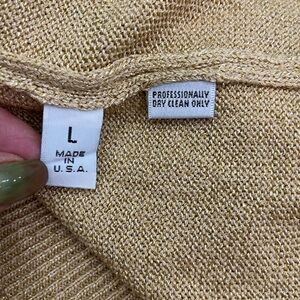 L
MADE
IN
U.S.A.
PROFESSIONALLY
DRY CLEAN ONLY